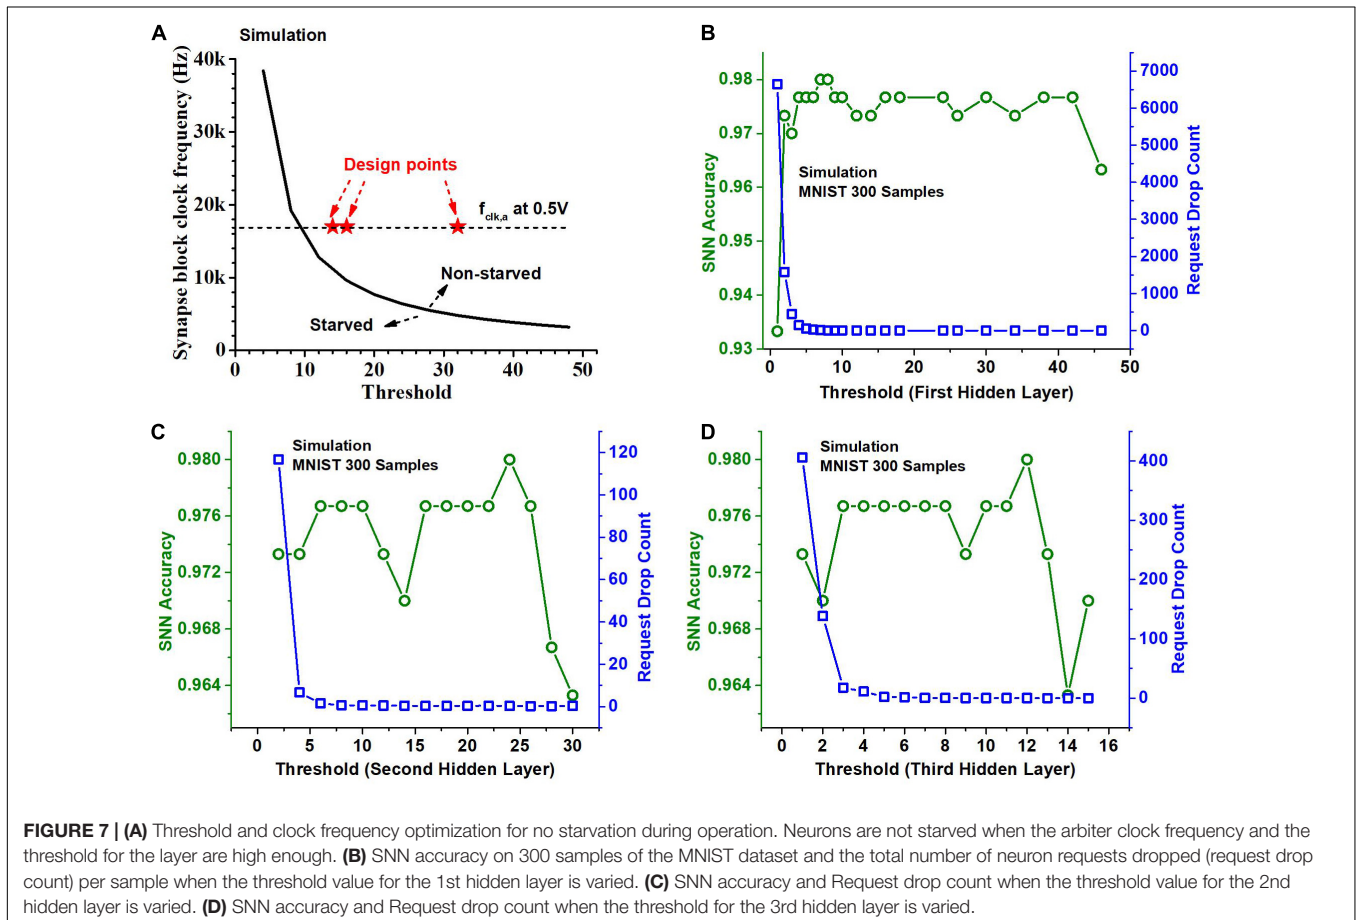 A
Simulation
Synapse block clock frequency (Hz)
40k
30k
20k
10k
0
Design points
fclk,a at 0.5V
Non-starved
Starved
0 10 20 30 40 50
Threshold
B
SNN Accuracy
0.98
0.97
0.96
0.95
0.94
0.93
Simulation
MNIST 300 Samples
7000
6000
5000
4000
3000
2000
1000
0
Request Drop Count
0 10 20 30 40 50
Threshold (First Hidden Layer)
C
SNN Accuracy
0.980
0.976
0.972
0.968
0.964
Simulation
MNIST 300 Samples
120
100
80
60
40
20
0
Request Drop Count
0 5 10 15 20 25 30
Threshold (Second Hidden Layer)
D
SNN Accuracy
0.980
0.976
0.972
0.968
0.964
Simulation
MNIST 300 Samples
400
300
200
100
0
Request Drop Count
0 2 4 6 8 10 12 14 16
Threshold (Third Hidden Layer)
FIGURE 7 | (A) Threshold and clock frequency optimization for no starvation during operation. Neurons are not starved when the arbiter clock frequency and the
threshold for the layer are high enough. (B) SNN accuracy on 300 samples of the MNIST dataset and the total number of neuron requests dropped (request drop
count) per sample when the threshold value for the 1st hidden layer is varied. (C) SNN accuracy and Request drop count when the threshold value for the 2nd
hidden layer is varied. (D) SNN accuracy and Request drop count when the threshold for the 3rd hidden layer is varied.